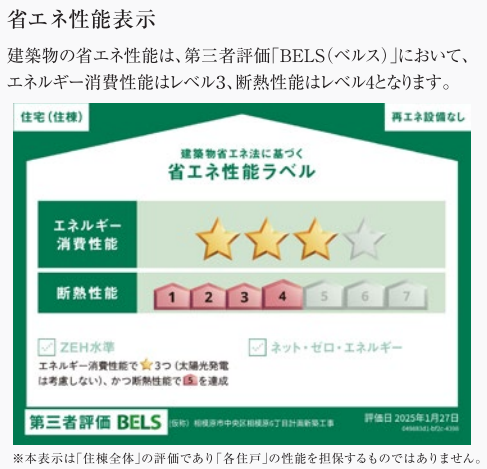 省エネ性能表示
建築物の省エネ性能は、第三者評価「BELS（ベルス）」において、
エネルギー消費性能はレベル3、断熱性能はレベル4となります。
住宅（住棟）
再エネ設備なし
建築物省エネ法に基づく
省エネ性能ラベル
エネルギー
消費性能
断熱性能
1 2 3 4 5 6 7
ZEH水準
ネット・ゼロ・エネルギー
エネルギー消費性能で★3つ（太陽光発電
は考慮しない）、かつ断熱性能で5を達成
第三者評価 BELS
（仮称）相模原市中央区相模原6丁目計画新築工事
評価日 2025年1月27日
※本表示は「住棟全体」の評価であり「各住戸」の性能を担保するものではありません。